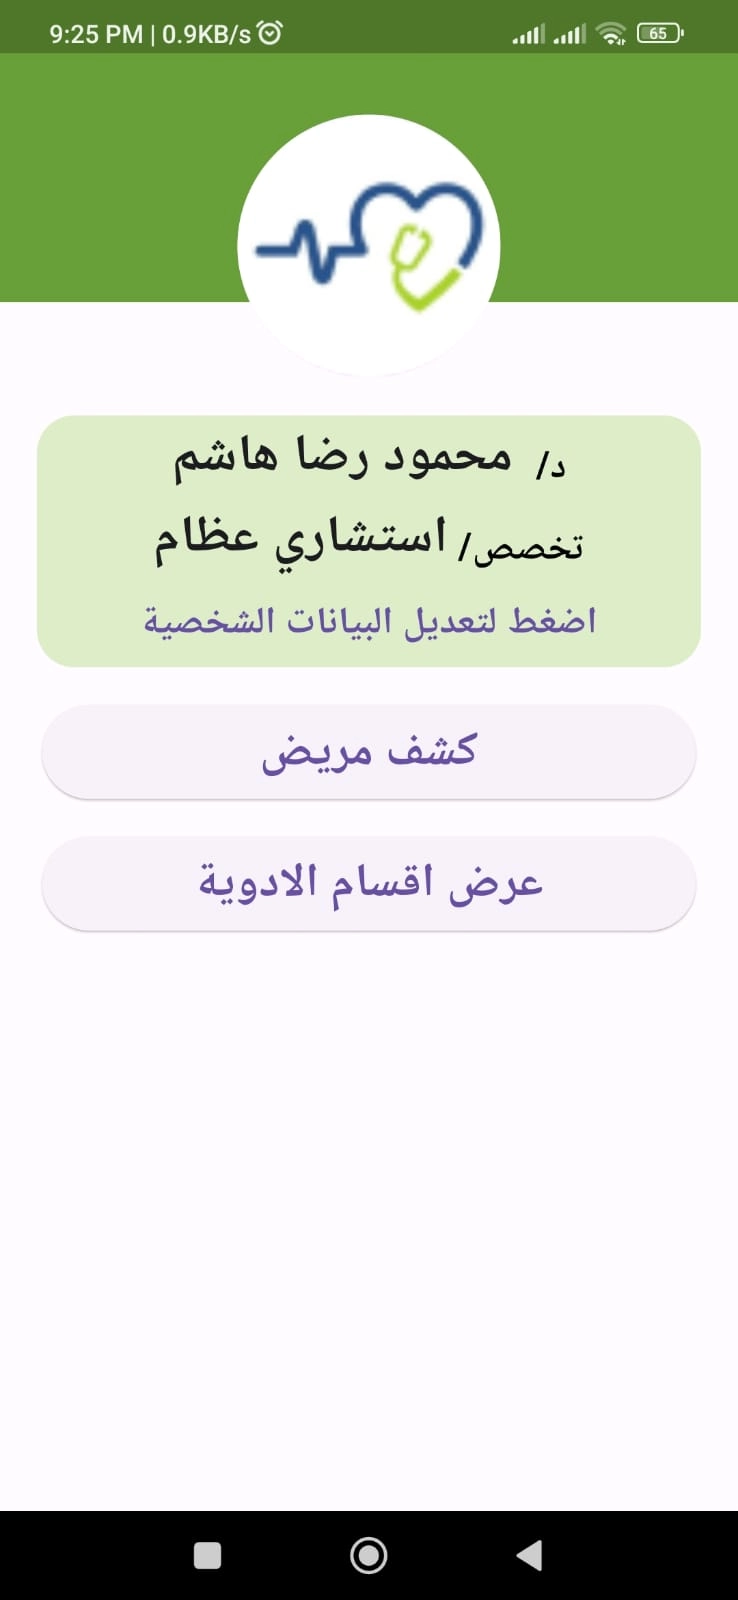 9:25 PM | 0.9KB/s
65
د/ محمود رضا هاشم
تخصص/ استشاري عظام
اضغط لتعديل البيانات الشخصية
كشف مريض
عرض اقسام الادوية